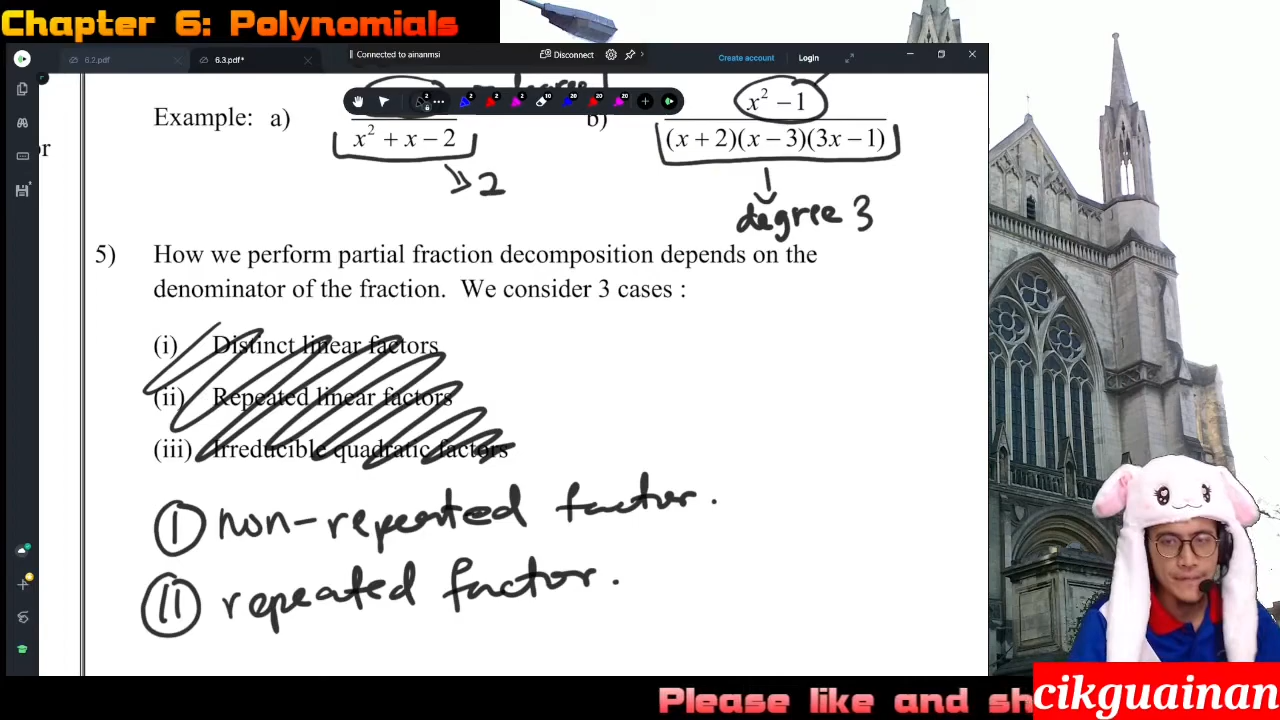 Chapter 6: Polynomials
6.2.pdf
6.3.pdf*
Connected to ainanmsi
Disconnect
Create account
Login
Example: a)
x² + x − 2
2
b)
x² − 1
(x + 2)(x − 3)(3x − 1)
degree 3
or
5) How we perform partial fraction decomposition depends on the
denominator of the fraction. We consider 3 cases :
(i) Distinct linear factors
(ii) Repeated linear factors
(iii) Irreducible quadratic factors
I non-repeated factor.
II repeated factor.
Please like and sh
cikguainan